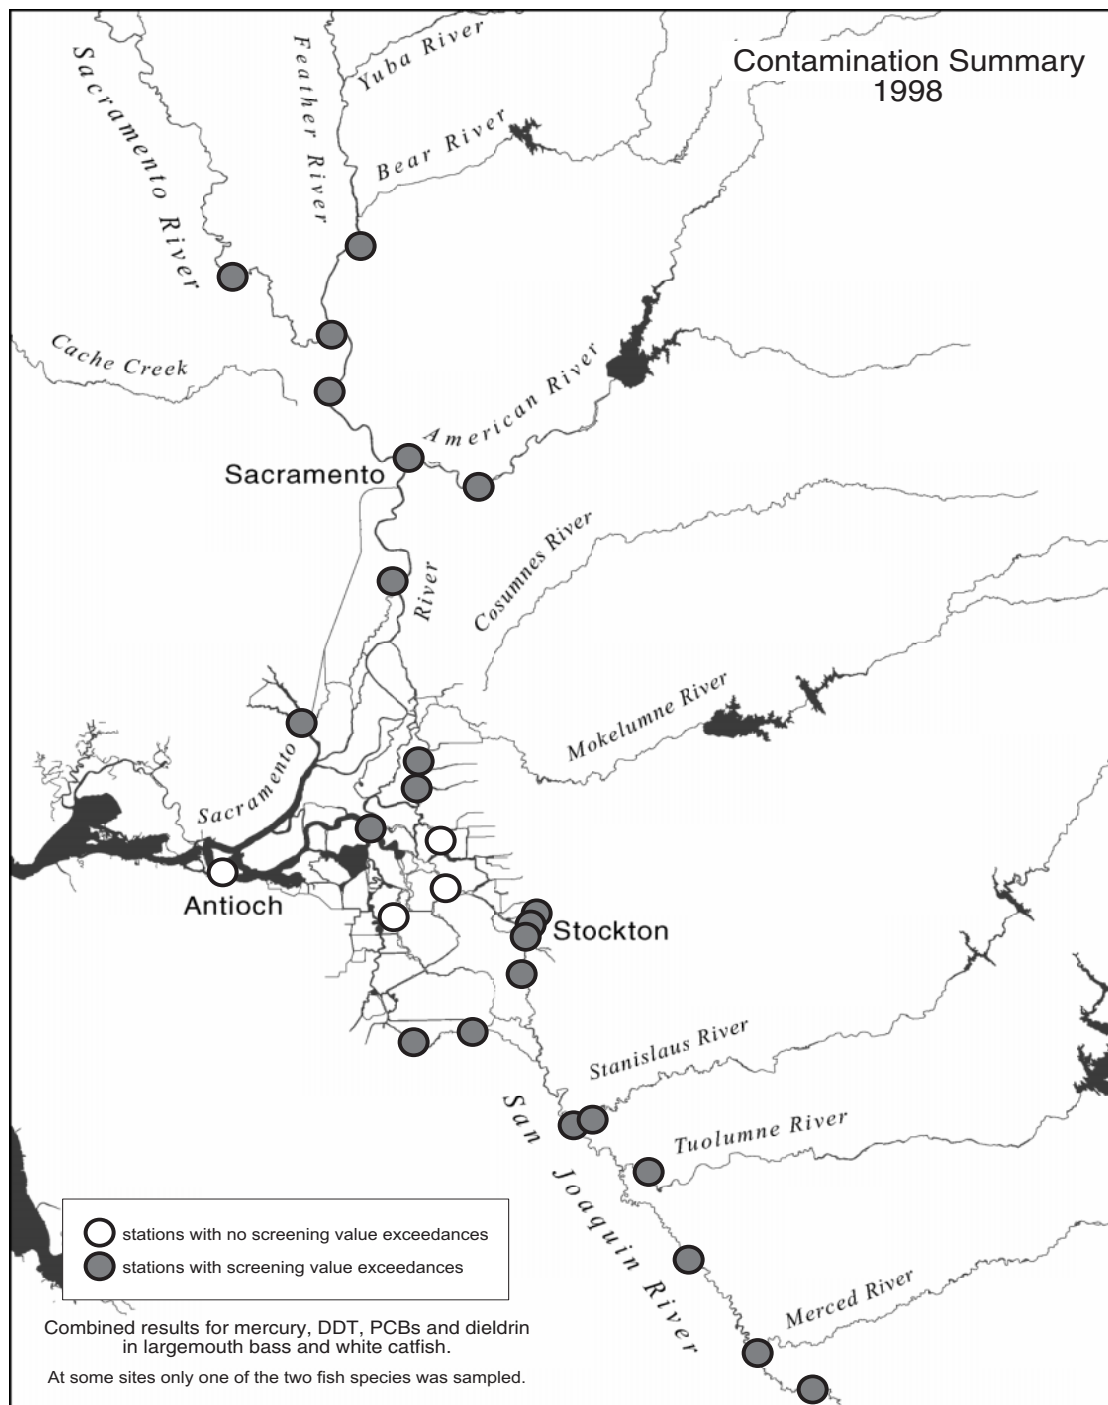 Contamination Summary
1998
Sacramento River
Feather River
Yuba River
Bear River
Cache Creek
American River
Sacramento
Cosumnes River
River
Mokelumne River
Sacramento
Antioch
Stockton
Stanislaus River
San Joaquin River
Tuolumne River
Merced River
stations with no screening value exceedances
stations with screening value exceedances
Combined results for mercury, DDT, PCBs and dieldrin
in largemouth bass and white catfish.
At some sites only one of the two fish species was sampled.